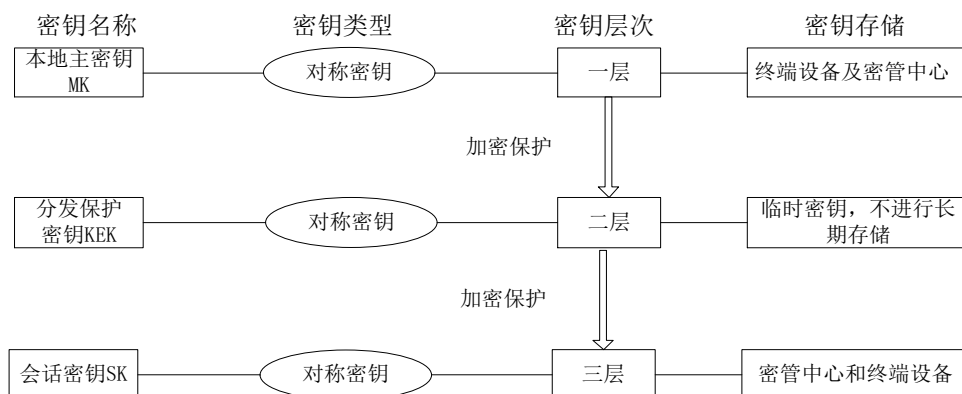 密钥名称 密钥类型 密钥层次 密钥存储
本地主密钥
MK
对称密钥
一层
终端设备及密管中心
加密保护
分发保护
密钥KEK
对称密钥
二层
临时密钥，不进行长
期存储
加密保护
会话密钥SK
对称密钥
三层
密管中心和终端设备